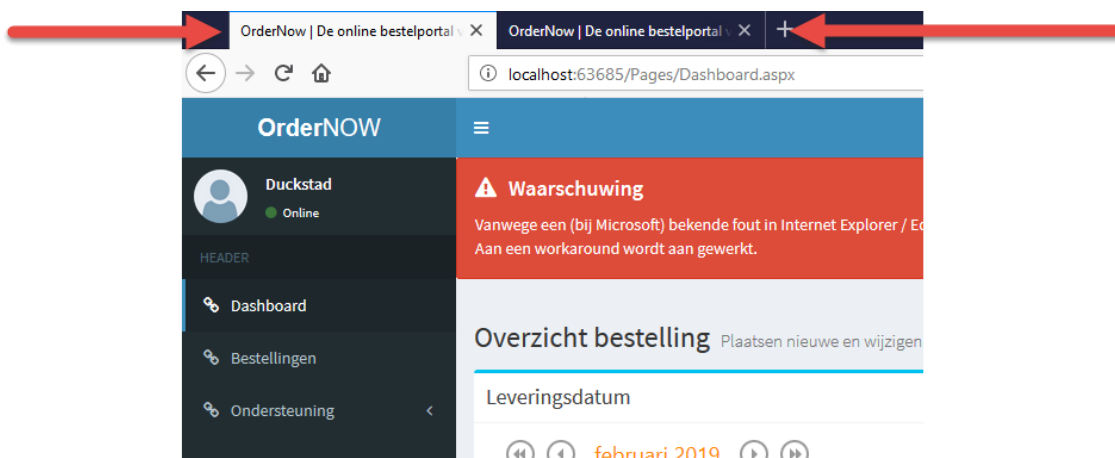 OrderNow | De online bestelportal
OrderNow | De online bestelportal
localhost:63685/Pages/Dashboard.aspx
OrderNOW
Duckstad
Online
Waarschuwing
Vanwege een (bij Microsoft) bekende fout in Internet Explorer /
Aan een workaround wordt aan gewerkt.
HEADER
Dashboard
Bestellingen
Ondersteuning
Overzicht bestelling Plaatsen nieuwe en wijzigen
Leveringsdatum
februari 2019